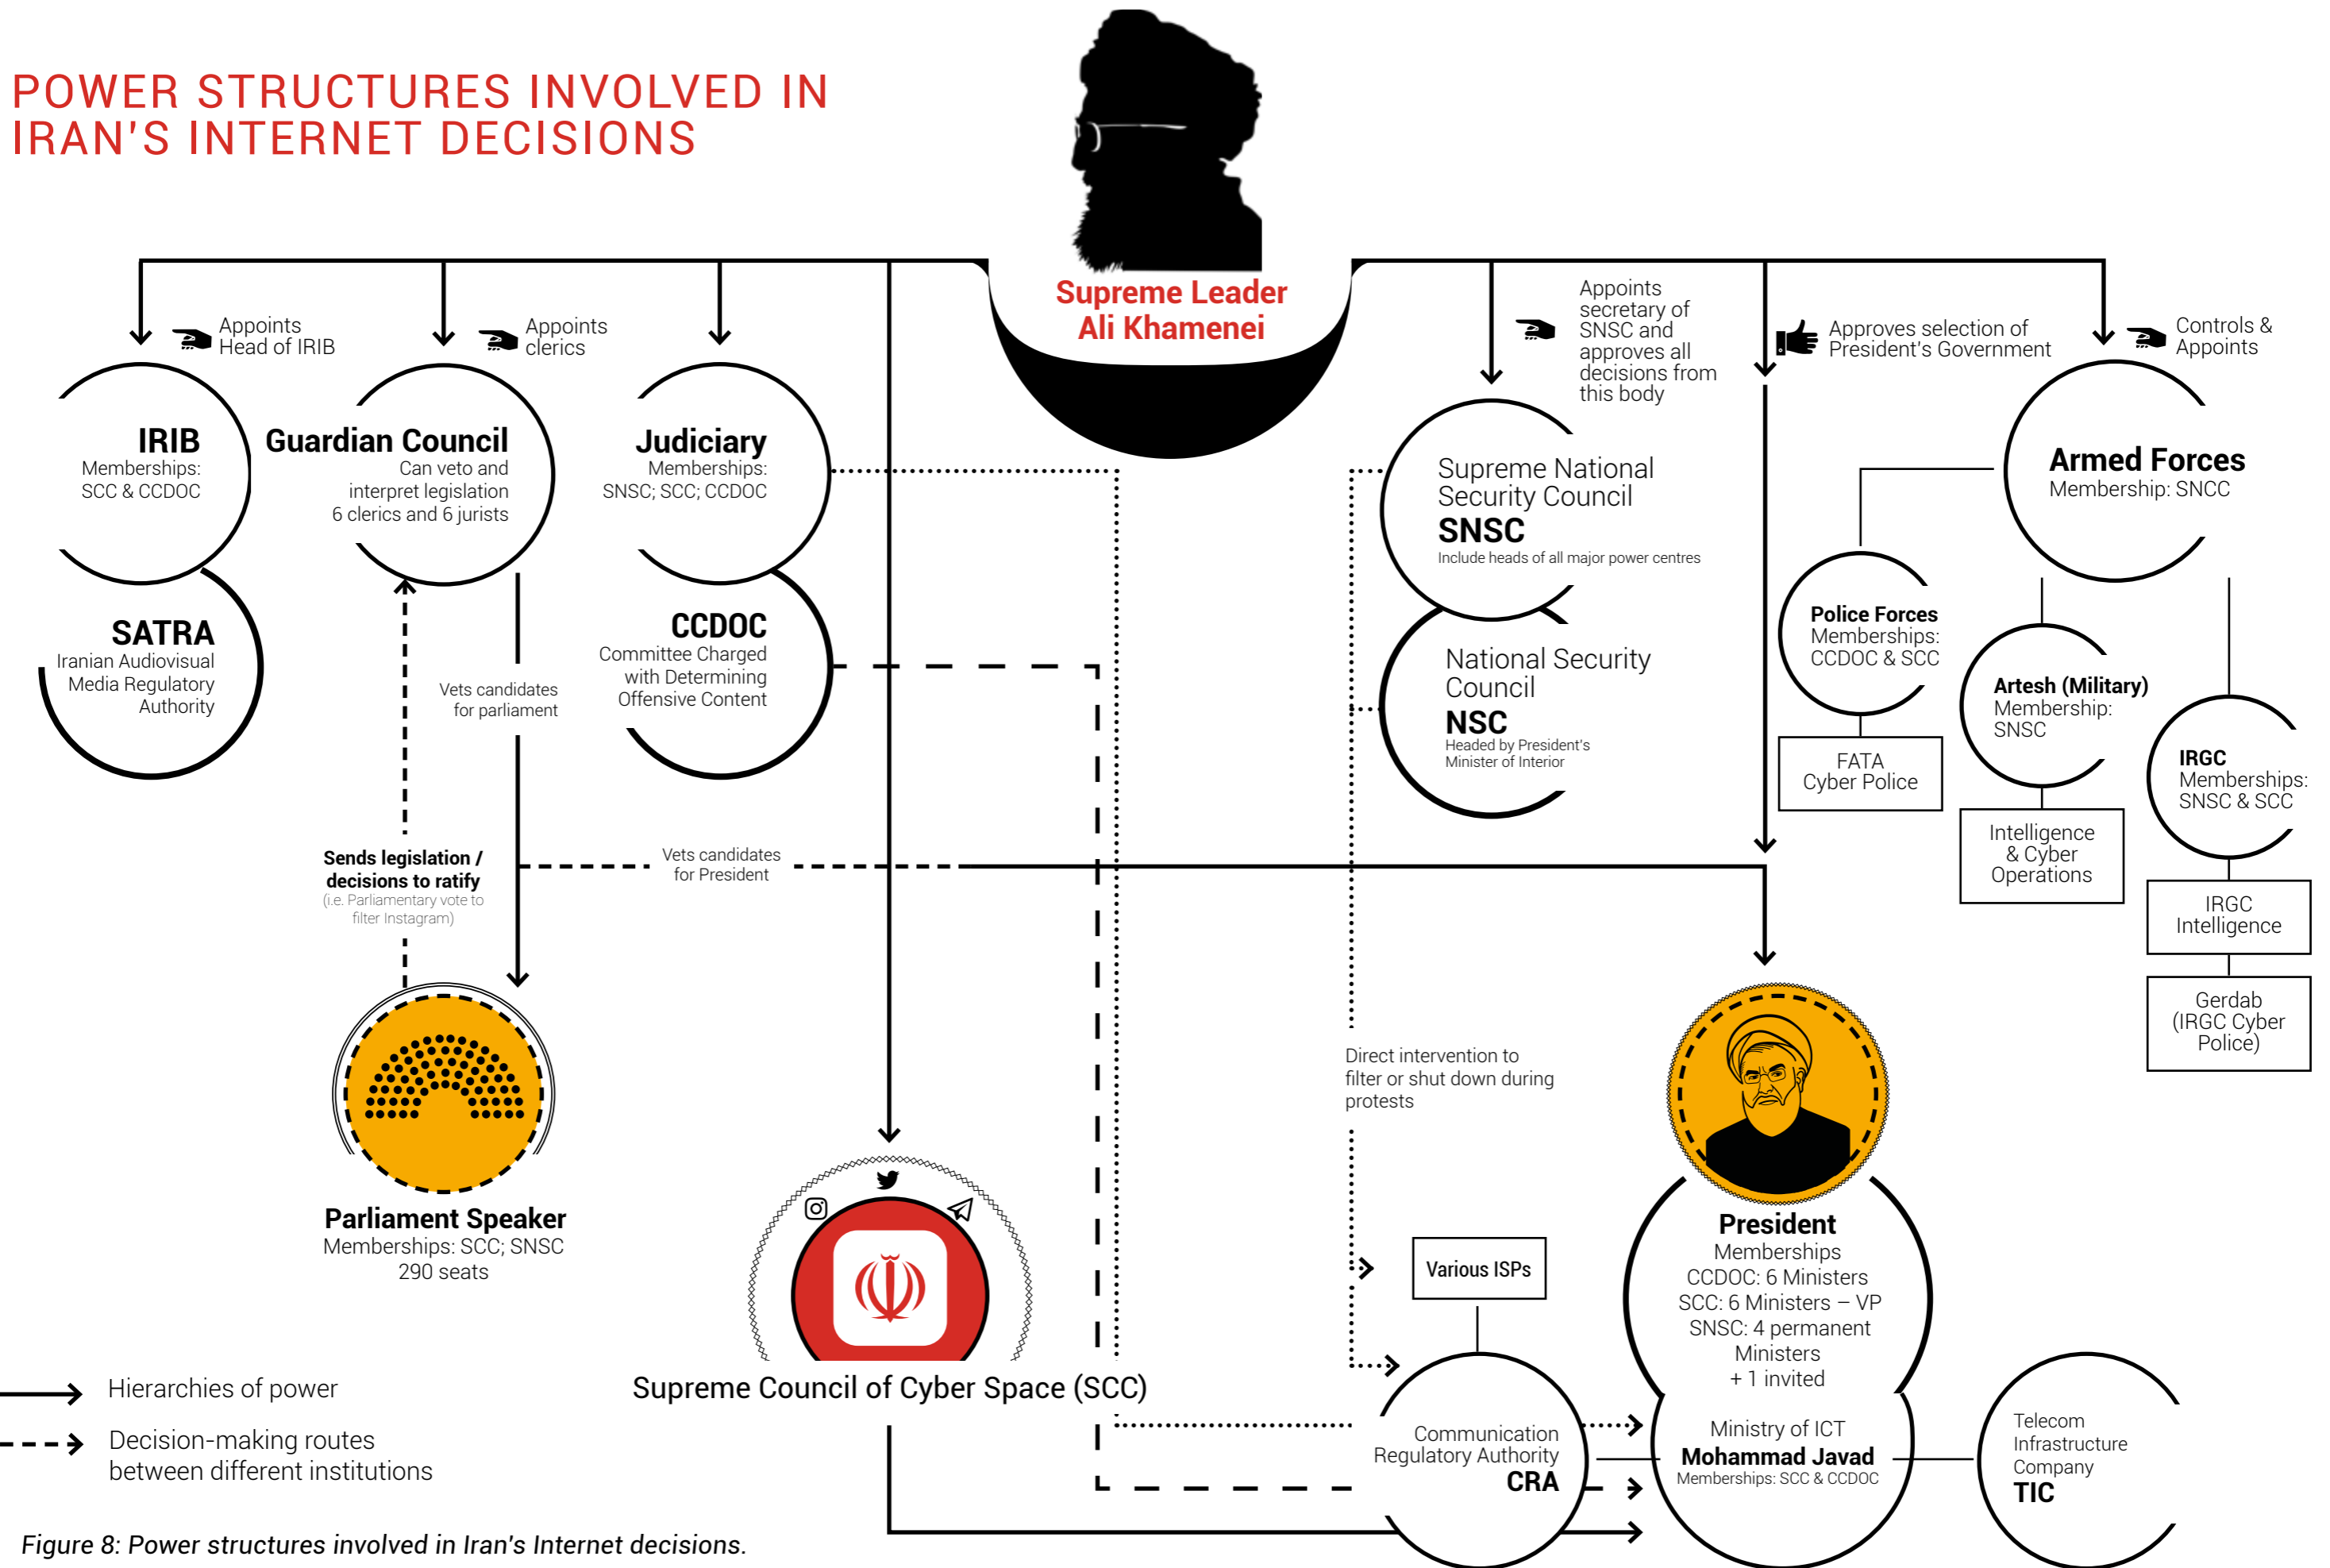 POWER STRUCTURES INVOLVED IN
IRAN'S INTERNET DECISIONS
Supreme Leader
Ali Khamenei
Appoints
Head of IRIB
Appoints
clerics
Appoints
secretary of
SNSC and
approves all
decisions from
this body
Approves selection of
President's Government
Controls &
Appoints
IRIB
Memberships:
SCC & CCDOC
Guardian Council
Can veto and
interpret legislation
6 clerics and 6 jurists
Judiciary
Memberships:
SNSC; SCC; CCDOC
Supreme National
Security Council
SNSC
Include heads of all major power centres
Armed Forces
Membership: SNCC
SATRA
Iranian Audiovisual
Media Regulatory
Authority
Vets candidates
for parliament
CCDOC
Committee Charged
with Determining
Offensive Content
National Security
Council
NSC
Headed by President's
Minister of Interior
Police Forces
Memberships:
CCDOC & SCC
FATA
Cyber Police
Artesh (Military)
Membership:
SNSC
Intelligence
& Cyber
Operations
IRGC
Memberships:
SNSC & SCC
IRGC
Intelligence
Gerdab
(IRGC Cyber
Police)
Sends legislation /
decisions to ratify
(i.e. Parliamentary vote to
filter Instagram)
Vets candidates
for President
Direct intervention to
filter or shut down during
protests
Parliament Speaker
Memberships: SCC; SNSC
290 seats
Supreme Council of Cyber Space (SCC)
Various ISPs
President
Memberships
CCDOC: 6 Ministers
SCC: 6 Ministers – VP
SNSC: 4 permanent
Ministers
+ 1 invited
Communication
Regulatory Authority
CRA
Ministry of ICT
Mohammad Javad
Memberships: SCC & CCDOC
Telecom
Infrastructure
Company
TIC
Hierarchies of power
Decision-making routes
between different institutions
Figure 8: Power structures involved in Iran's Internet decisions.